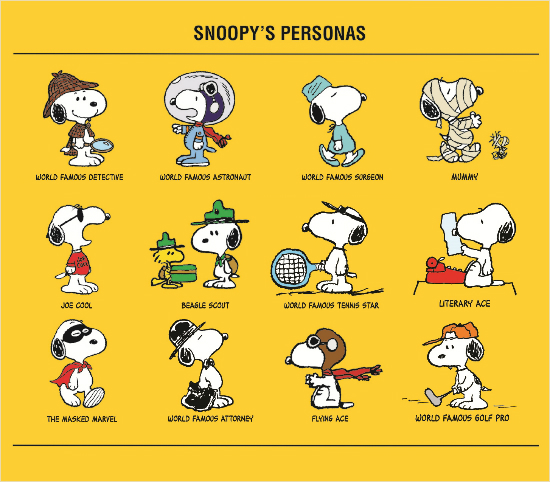 SNOOPY'S PERSONAS
WORLD FAMOUS DETECTIVE
WORLD FAMOUS ASTRONAUT
WORLD FAMOUS SURGEON
MUMMY
JOE COOL
BEAGLE SCOUT
WORLD FAMOUS TENNIS STAR
LITERARY ACE
THE MASKED MARVEL
WORLD FAMOUS ATTORNEY
FLYING ACE
WORLD FAMOUS GOLF PRO